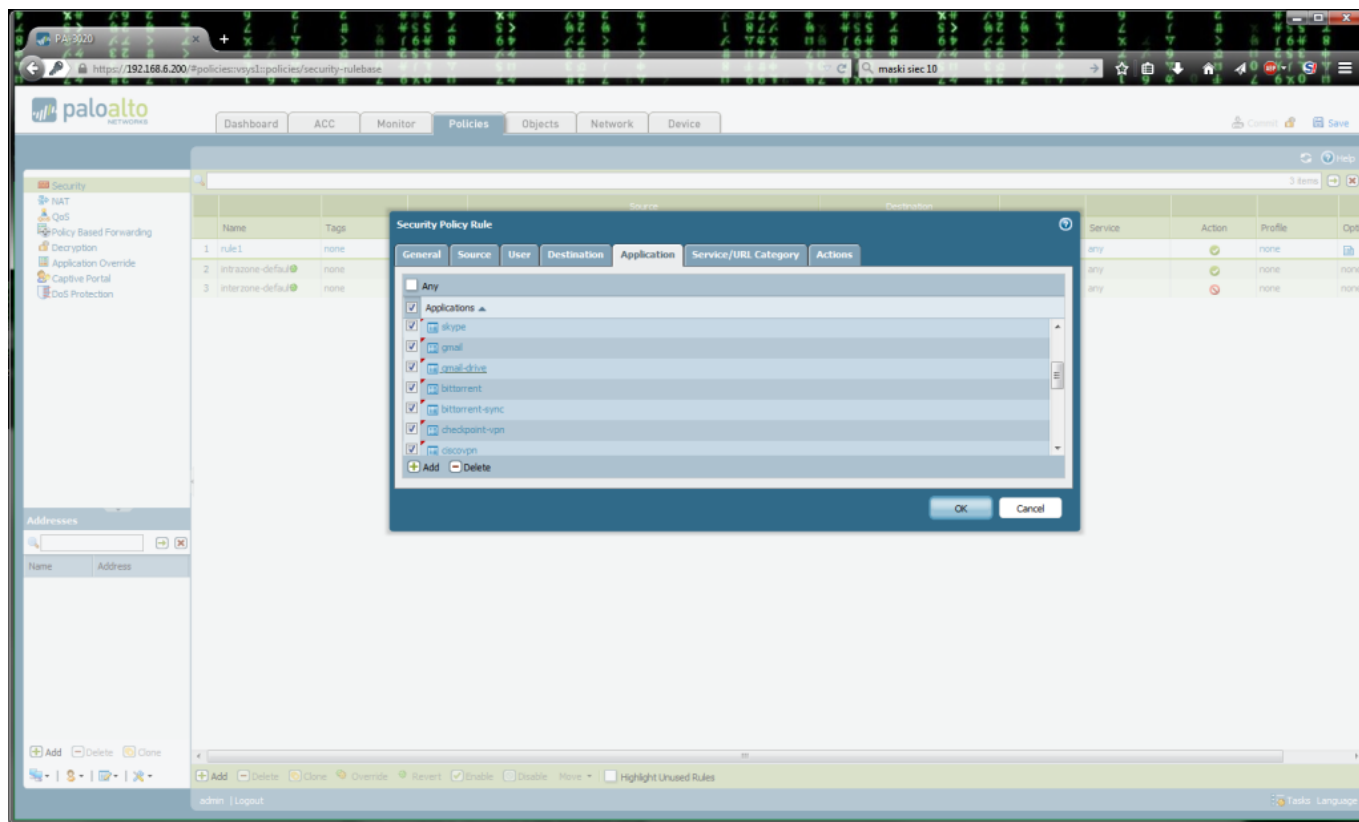 PA-3020
https://192.168.6.200/#policies::vsys1::policies/security-rulebase
maski siec 10
paloalto
NETWORKS
Dashboard ACC Monitor Policies Objects Network Device
Commit Save
Help
Security
NAT
QoS
Policy Based Forwarding
Decryption
Application Override
Captive Portal
DoS Protection
3 items
Source Destination
Name Tags Service Action Profile Opti
1 rule1 none any none
2 intrazone-defaul none any none none
3 interzone-defaul none any none none
Security Policy Rule
General Source User Destination Application Service/URL Category Actions
Any
Applications
skype
gmail
gmail-drive
bittorrent
bittorrent-sync
checkpoint-vpn
ciscovpn
Add Delete
OK Cancel
Addresses
Name Address
Add Delete Clone
Add Delete Clone Override Revert Enable Disable Move Highlight Unused Rules
admin | Logout
Tasks Language